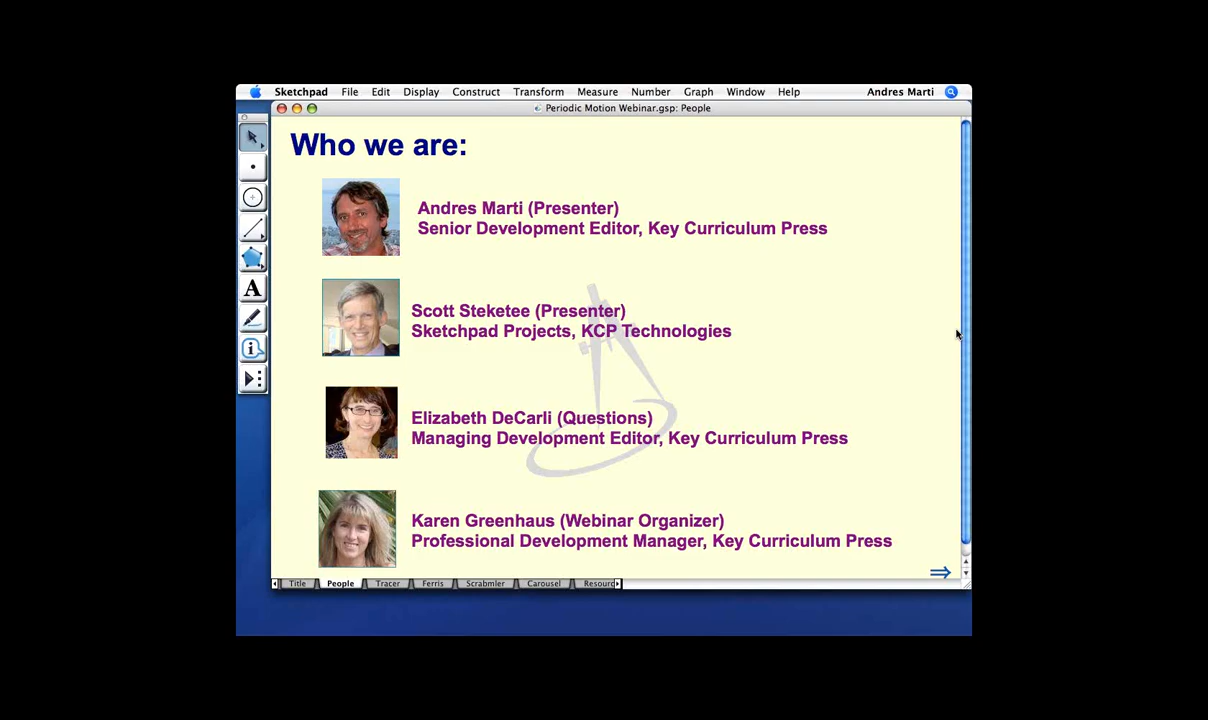 Sketchpad File Edit Display Construct Transform Measure Number Graph Window Help Andres Marti
Periodic Motion Webinar.gsp: People
Who we are:
Andres Marti (Presenter)
Senior Development Editor, Key Curriculum Press
Scott Steketee (Presenter)
Sketchpad Projects, KCP Technologies
A
Elizabeth DeCarli (Questions)
Managing Development Editor, Key Curriculum Press
Karen Greenhaus (Webinar Organizer)
Professional Development Manager, Key Curriculum Press
Title People Tracer Ferris Scrabmler Carousel Resourc